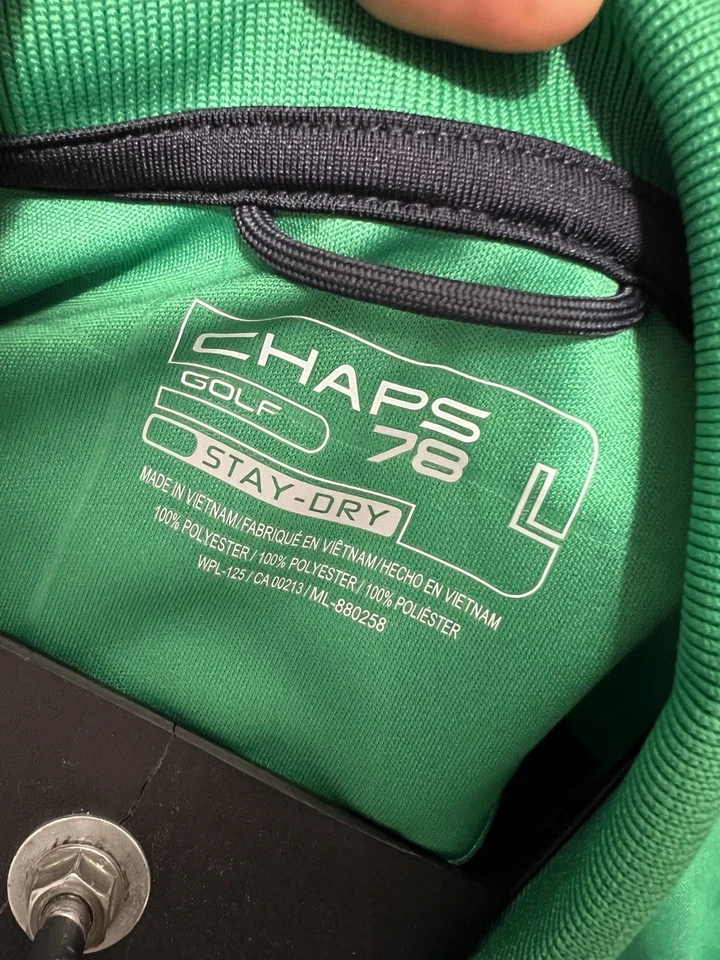 CHAPS
GOLF
78
L
STAY-DRY
MADE IN VIETNAM/FABRIQUÉ EN VIÊTNAM/HECHO EN VIETNAM
100% POLYESTER / 100% POLYESTER / 100% POLIÉSTER
WPL-125 / CA 00213 / ML-880258